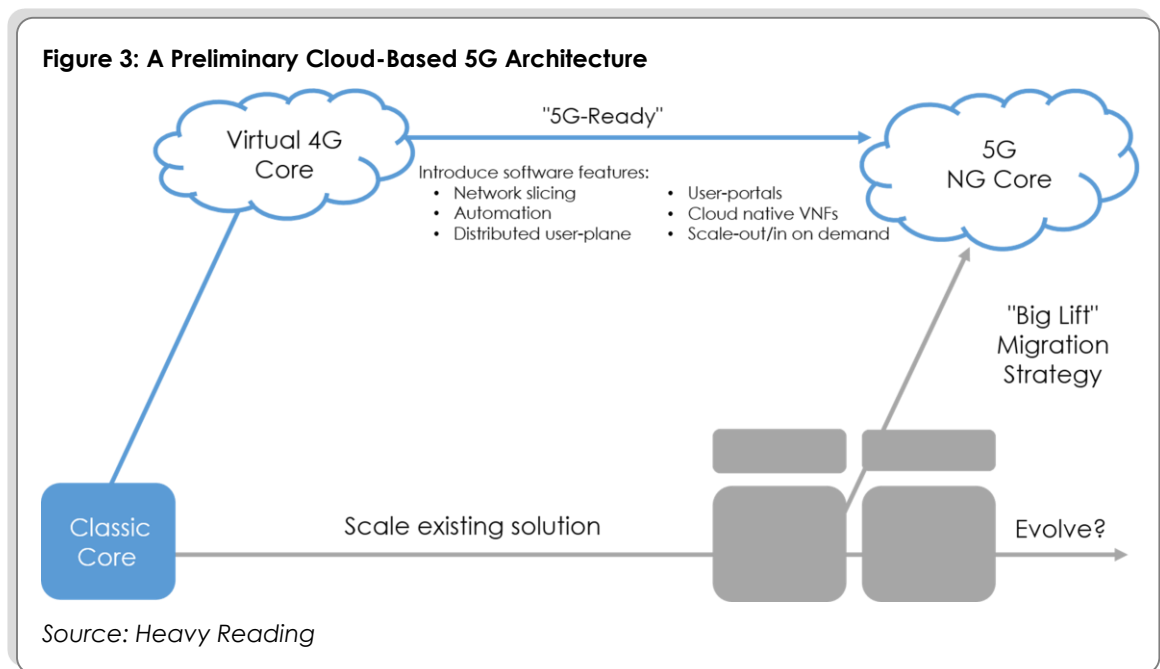 Figure 3: A Preliminary Cloud-Based 5G Architecture
Virtual 4G
Core
"5G-Ready"
5G
NG Core
Introduce software features:
• Network slicing
• Automation
• Distributed user-plane
• User-portals
• Cloud native VNFs
• Scale-out/in on demand
"Big Lift"
Migration
Strategy
Classic
Core
Scale existing solution
Evolve?
Source: Heavy Reading